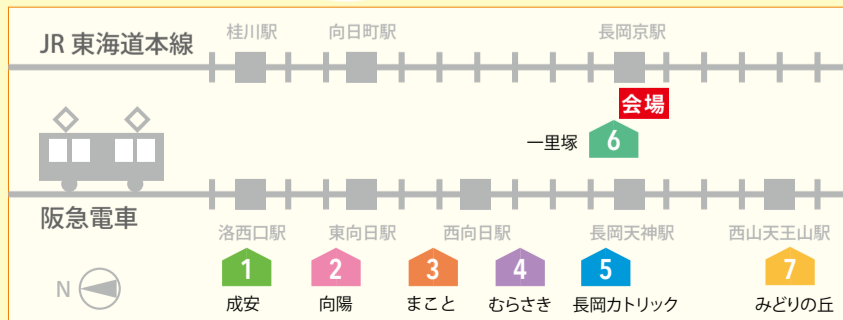 JR 東海道本線
桂川駅
向日町駅
長岡京駅
会場
一里塚
6
阪急電車
洛西口駅
東向日駅
西向日駅
長岡天神駅
西山天王山駅
N
1
成安
2
向陽
3
まこと
4
むらさき
5
長岡カトリック
7
みどりの丘